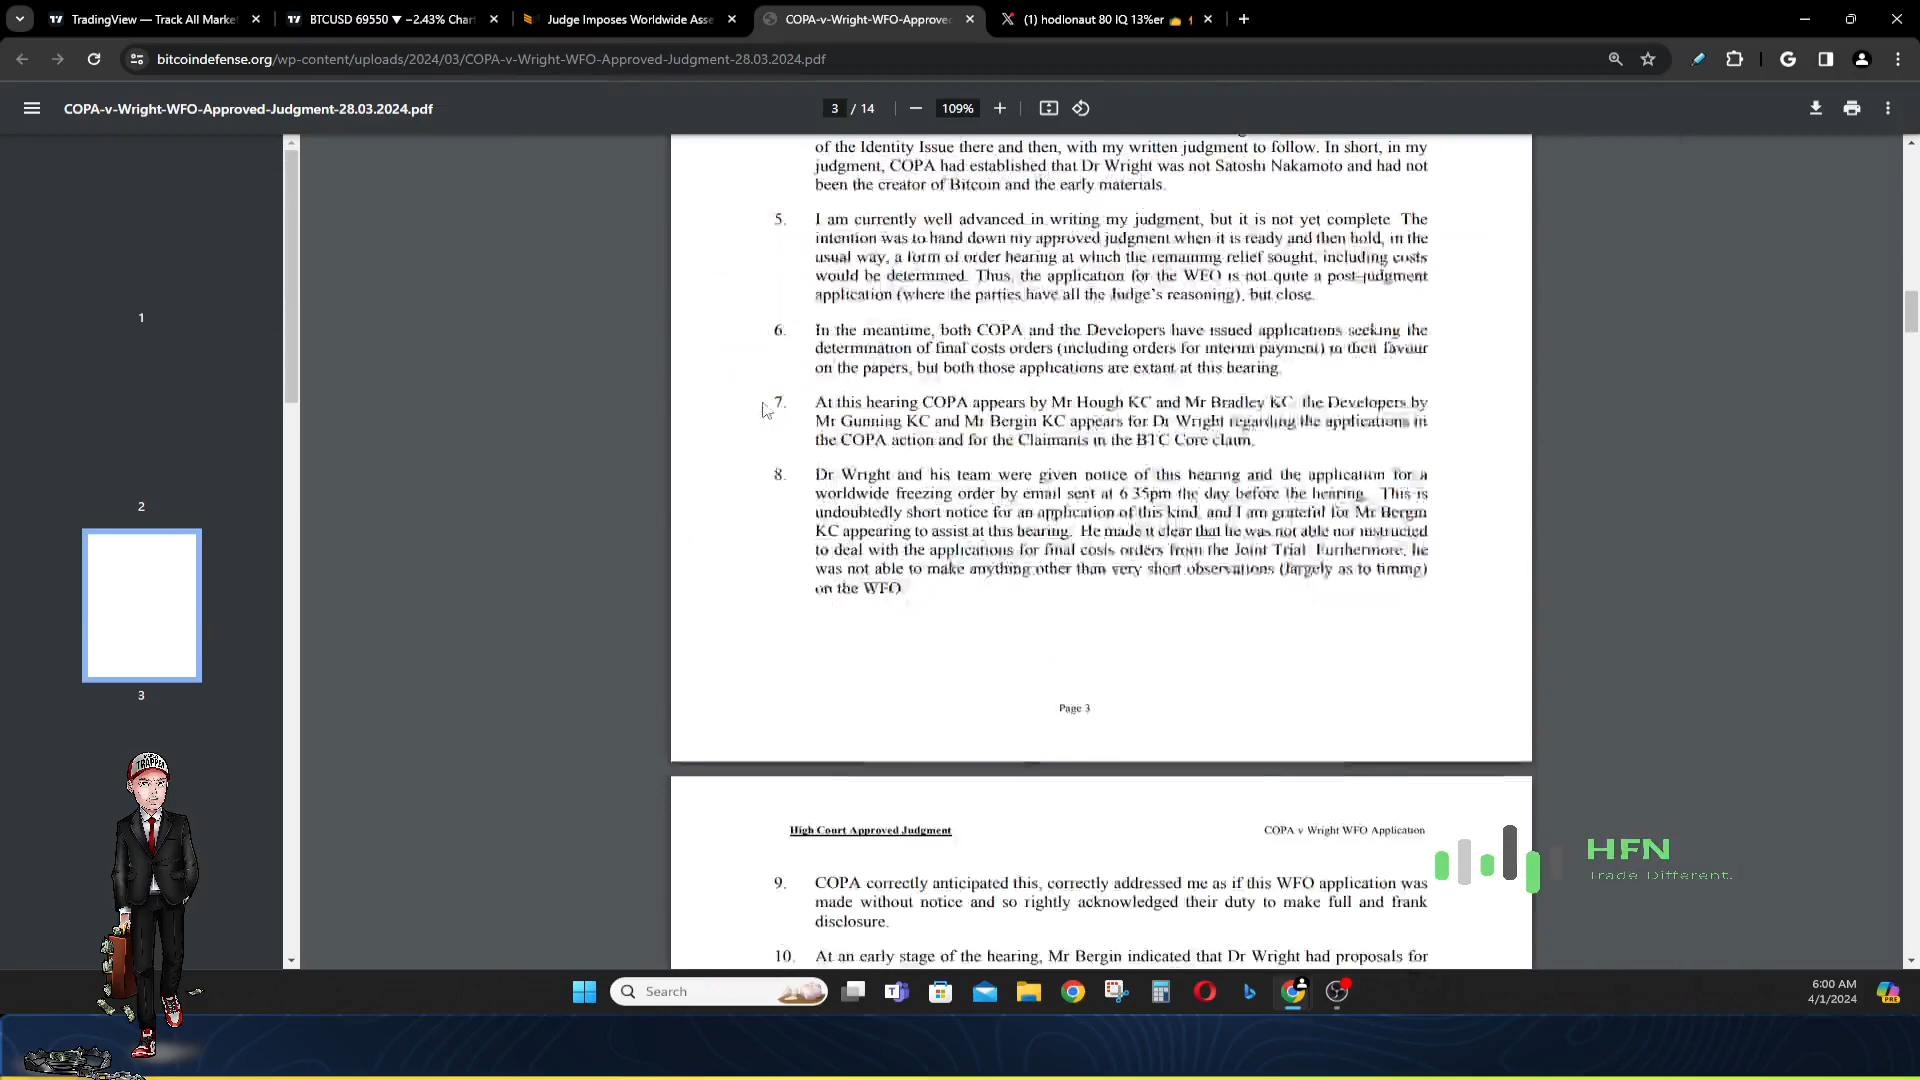 TradingView — Track All Marke
BTCUSD 69550 ▼ −2.43% Char
Judge Imposes Worldwide Asse
COPA-v-Wright-WFO-Approved
(1) hodlonaut 80 IQ 13%er
bitcoindefense.org/wp-content/uploads/2024/03/COPA-v-Wright-WFO-Approved-Judgment-28.03.2024.pdf
COPA-v-Wright-WFO-Approved-Judgment-28.03.2024.pdf
3 / 14
109%
1
2
3
of the Identity Issue there and then, with my written judgment to follow. In short, in my
judgment, COPA had established that Dr Wright was not Satoshi Nakamoto and had not
been the creator of Bitcoin and the early materials.
5. I am currently well advanced in writing my judgment, but it is not yet complete. The
intention was to hand down my approved judgment when it is ready and then hold, in the
usual way, a form of order hearing at which the remaining relief sought, including costs
would be determined. Thus, the application for the WFO is not quite a post-judgment
application (where the parties have all the Judge's reasoning), but close.
6. In the meantime, both COPA and the Developers have issued applications seeking the
determination of final costs orders (including orders for interim payment) in their favour
on the papers, but both those applications are extant at this hearing.
7. At this hearing COPA appears by Mr Hough KC and Mr Bradley KC, the Developers by
Mr Gunning KC and Mr Bergin KC appears for Dr Wright regarding the applications in
the COPA action and for the Claimants in the BTC Core claim.
8. Dr Wright and his team were given notice of this hearing and the application for a
worldwide freezing order by email sent at 6.35pm the day before the hearing. This is
undoubtedly short notice for an application of this kind, and I am grateful for Mr Bergin
KC appearing to assist at this hearing. He made it clear that he was not able nor instructed
to deal with the applications for final costs orders from the Joint Trial. Furthermore, he
was not able to make anything other than very short observations (largely as to timing)
on the WFO.
Page 3
High Court Approved Judgment
COPA v Wright WFO Application
9. COPA correctly anticipated this, correctly addressed me as if this WFO application was
made without notice and so rightly acknowledged their duty to make full and frank
disclosure.
10. At an early stage of the hearing, Mr Bergin indicated that Dr Wright had proposals for
TRAPPER
HFN
Trade Different.
Search
6:00 AM
4/1/2024
PRE